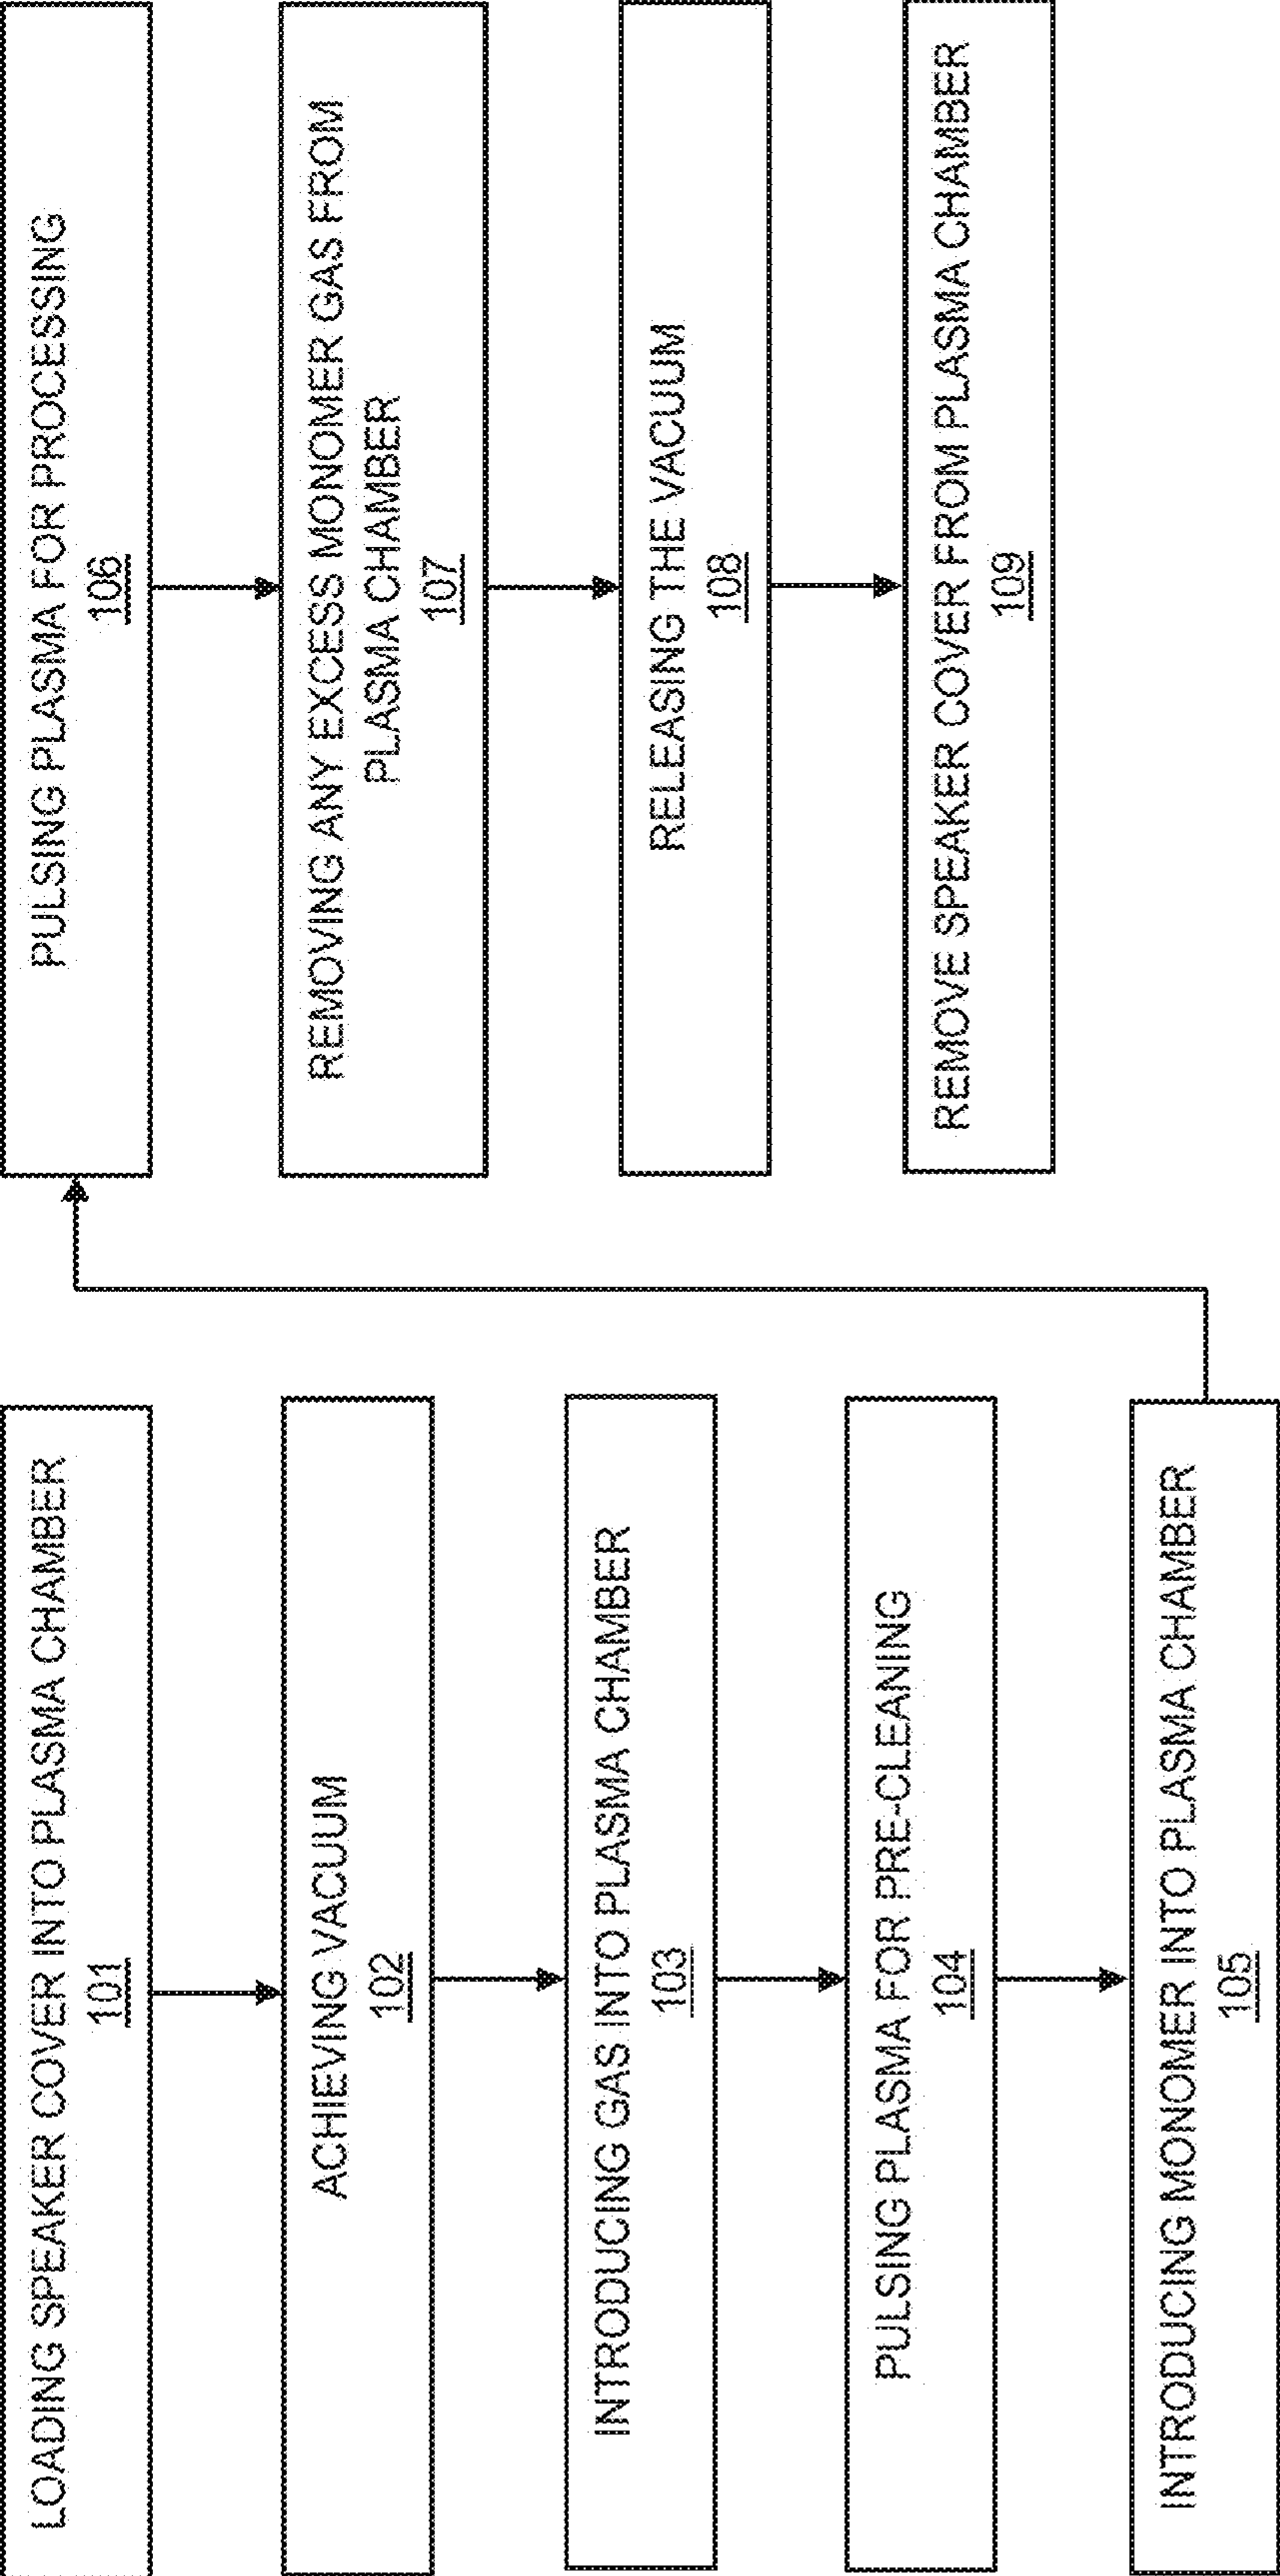 LOADING SPEAKER COVER INTO PLASMA CHAMBER
101
ACHIEVING VACUUM
102
INTRODUCING GAS INTO PLASMA CHAMBER
103
PULSING PLASMA FOR PRE-CLEANING
104
INTRODUCING MONOMER INTO PLASMA CHAMBER
105
PULSING PLASMA FOR PROCESSING
106
REMOVING ANY EXCESS MONOMER GAS FROM
PLASMA CHAMBER
107
RELEASING THE VACUUM
108
REMOVE SPEAKER COVER FROM PLASMA CHAMBER
109